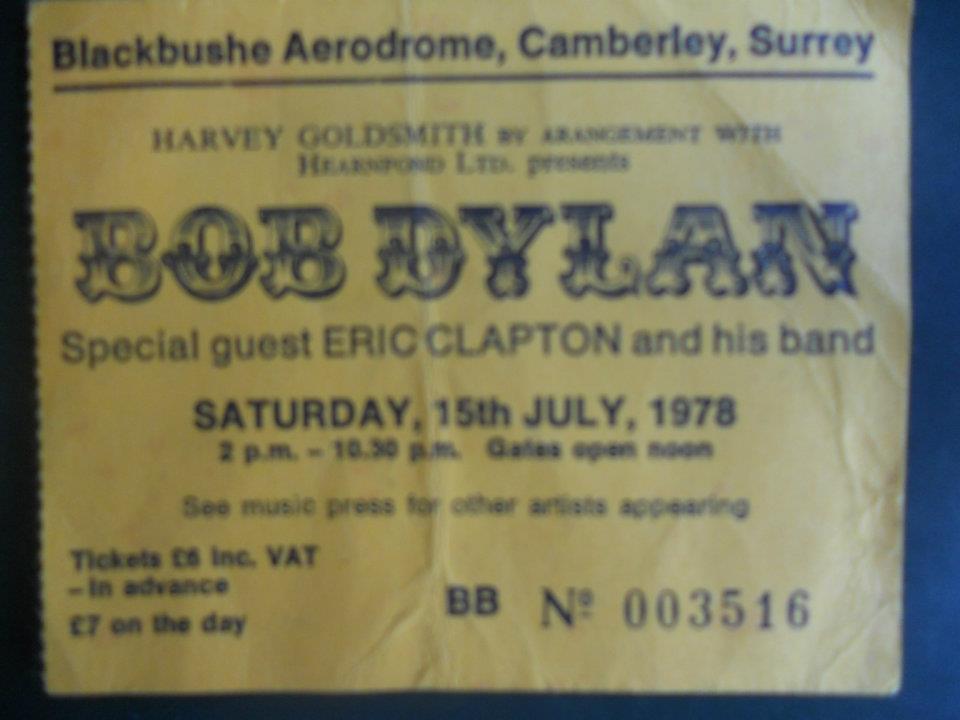 Blackbushe Aerodrome, Camberley, Surrey
HARVEY GOLDSMITH BY ARANGEMENT WITH
HEARNFORD LTD. presents
BOB DYLAN
Special guest ERIC CLAPTON and his band
SATURDAY, 15th JULY, 1978
2 p.m. – 10.30 p.m. Gates open noon
See music press for other artists appearing
Tickets £6 inc. VAT
– In advance
£7 on the day
BB Nº 003516